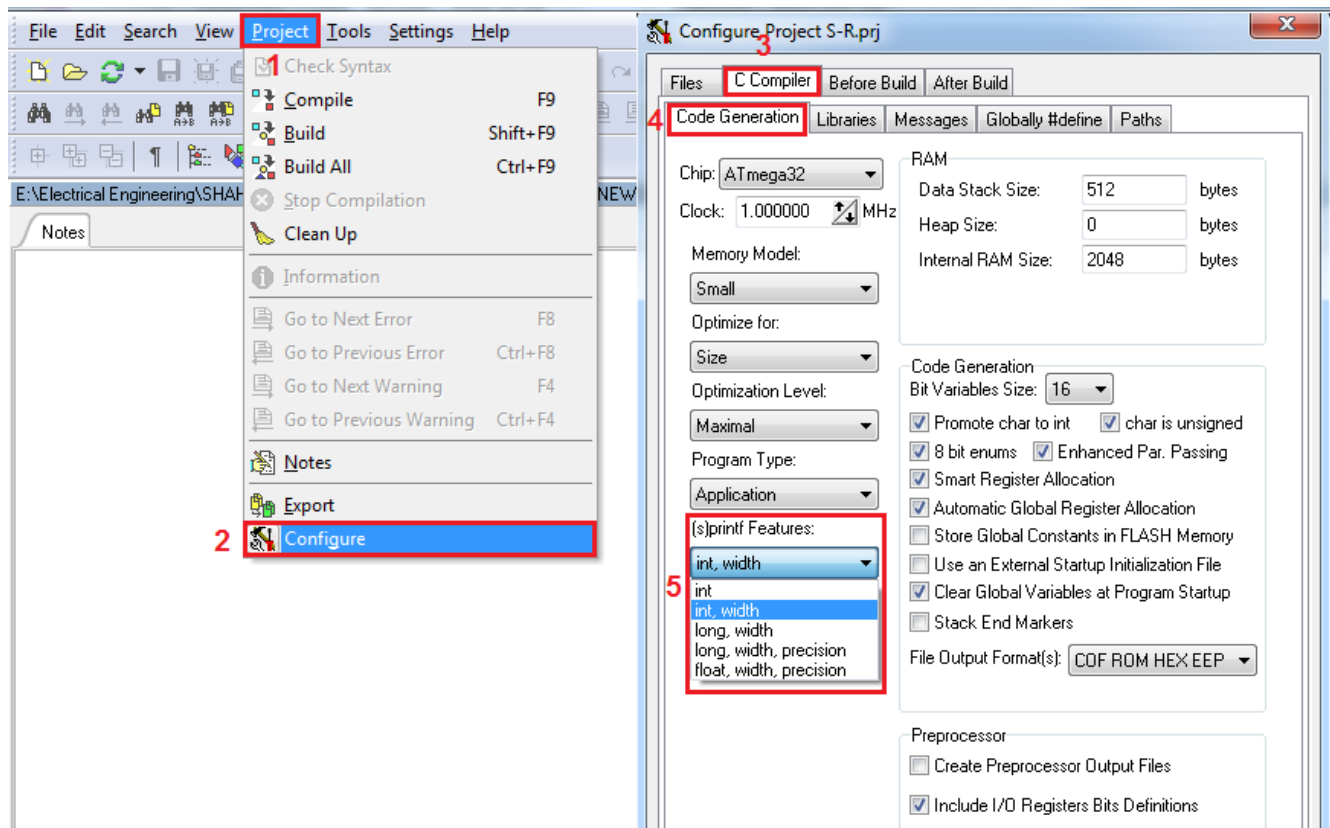 File Edit Search View Project Tools Settings Help
1
Check Syntax
Compile F9
Build Shift+F9
Build All Ctrl+F9
Stop Compilation
Clean Up
Information
Go to Next Error F8
Go to Previous Error Ctrl+F8
Go to Next Warning F4
Go to Previous Warning Ctrl+F4
Notes
Export
2 Configure
A→B A→B
E:\Electrical Engineering\SHAH
NEW
Notes
Configure Project S-R.prj
3
Files C Compiler Before Build After Build
4 Code Generation Libraries Messages Globally #define Paths
Chip: ATmega32
Clock: 1.000000 MHz
Memory Model:
Small
Optimize for:
Size
Optimization Level:
Maximal
Program Type:
Application
(s)printf Features:
int, width
5
int
int, width
long, width
long, width, precision
float, width, precision
RAM
Data Stack Size: 512 bytes
Heap Size: 0 bytes
Internal RAM Size: 2048 bytes
Code Generation
Bit Variables Size: 16
Promote char to int char is unsigned
8 bit enums Enhanced Par. Passing
Smart Register Allocation
Automatic Global Register Allocation
Store Global Constants in FLASH Memory
Use an External Startup Initialization File
Clear Global Variables at Program Startup
Stack End Markers
File Output Format(s): COF ROM HEX EEP
Preprocessor
Create Preprocessor Output Files
Include I/O Registers Bits Definitions